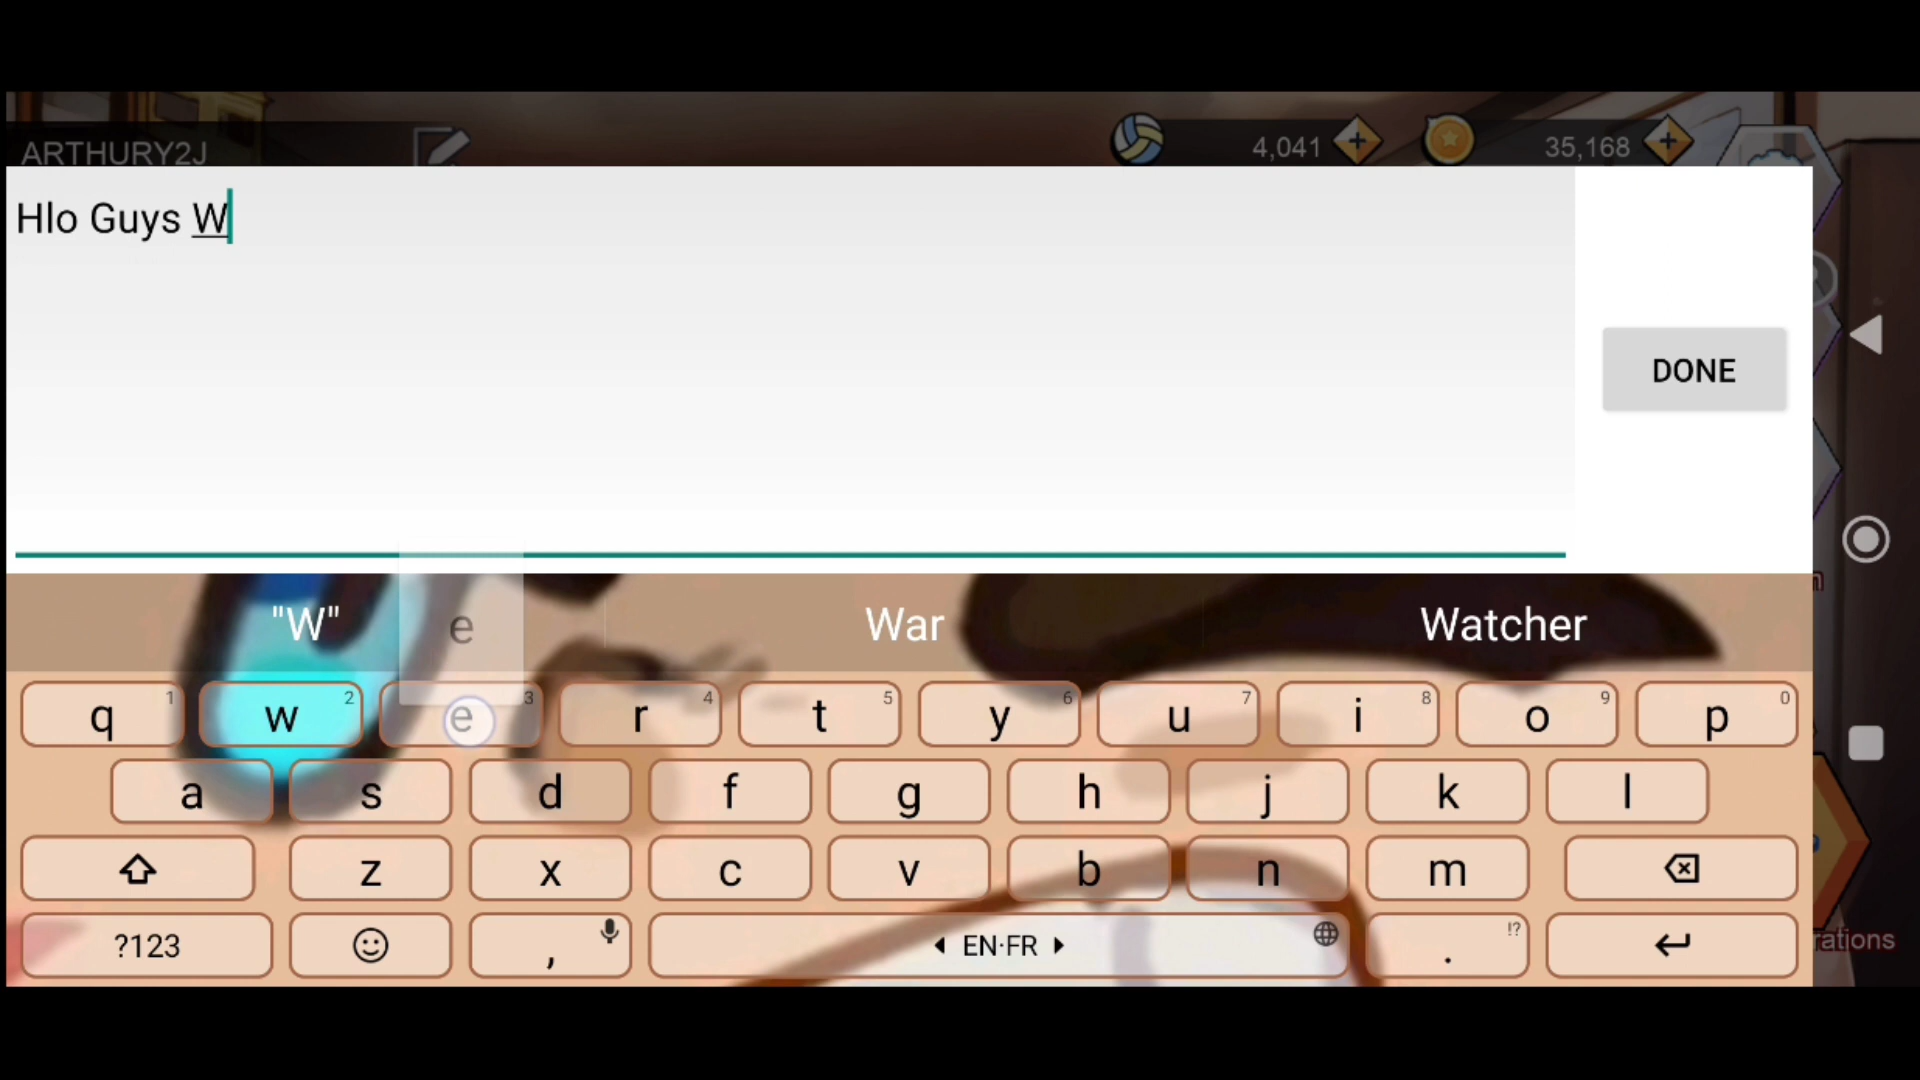 ARTHURY2J
4,041
35,168
Hlo Guys W
DONE
"W" e War Watcher
q 1 w 2 e 3 r 4 t 5 y 6 u 7 i 8 o 9 p 0
a s d f g h j k l
z x c v b n m
?123 , EN·FR . !?
rations